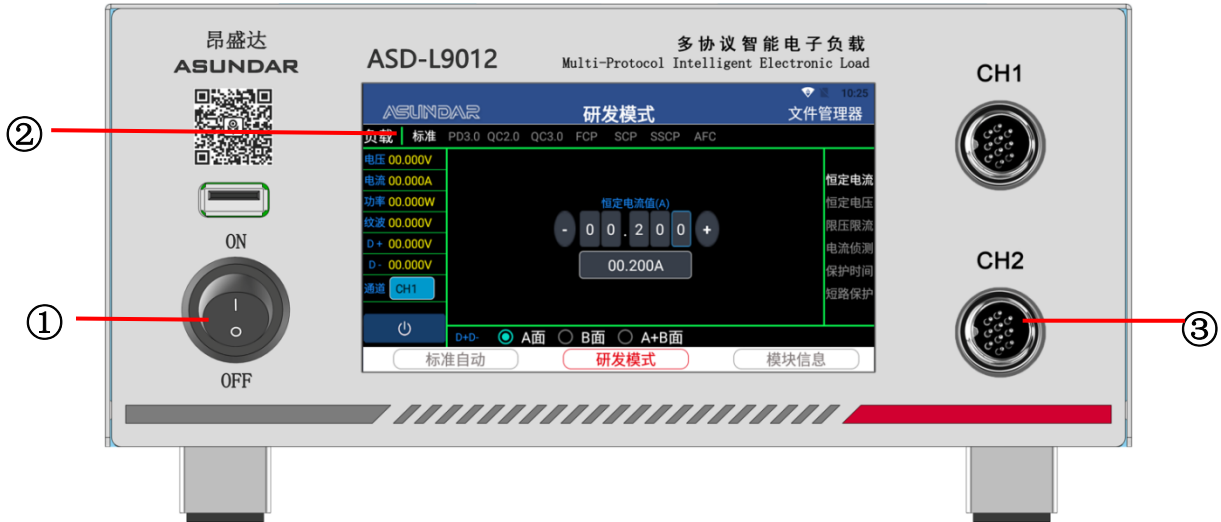 昂盛达
ASUNDAR
ON
OFF
①
②
ASD-L9012
多协议智能电子负载
Multi-Protocol Intelligent Electronic Load
10:25
ASUNDAR
研发模式
文件管理器
负载 标准 PD3.0 QC2.0 QC3.0 FCP SCP SSCP AFC
电压 00.000V
电流 00.000A
功率 00.000W
纹波 00.000V
D+ 00.000V
D- 00.000V
通道 CH1
恒定电流值(A)
- 0 0 . 2 0 0 +
00.200A
恒定电流
恒定电压
限压限流
电流侦测
保护时间
短路保护
D+D- A面 B面 A+B面
标准自动 研发模式 模块信息
CH1
CH2
③